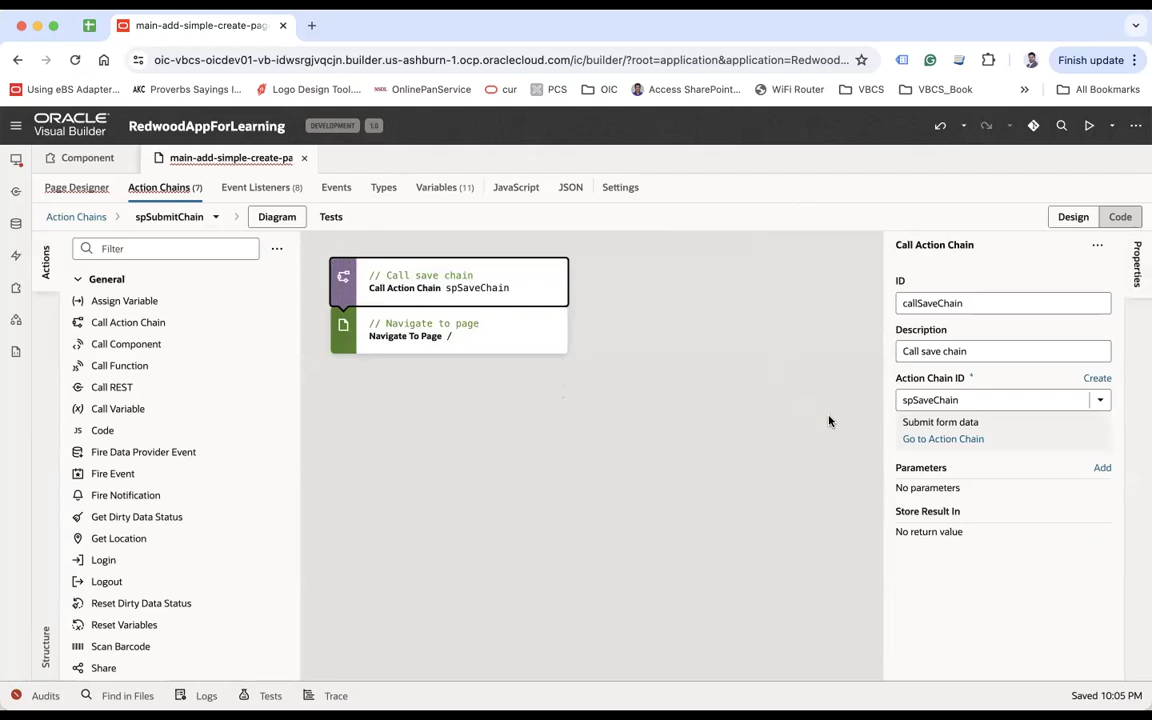 main-add-simple-create-pag
oic-vbcs-oicdev01-vb-idwsrgjvqcjn.builder.us-ashburn-1.ocp.oraclecloud.com/ic/builder/?root=application&application=Redwood...
Finish update
Using eBS Adapter...
AKC Proverbs Sayings I...
Logo Design Tool....
NSDL OnlinePanService
cur
PCS
OIC
Access SharePoint...
WiFi Router
VBCS
VBCS_Book
All Bookmarks
ORACLE
Visual Builder
RedwoodAppForLearning
DEVELOPMENT
1.0
Component
main-add-simple-create-pa
Page Designer
Action Chains (7)
Event Listeners (8)
Events
Types
Variables (11)
JavaScript
JSON
Settings
Action Chains
spSubmitChain
Diagram
Tests
Design
Code
Actions
Structure
Filter
General
Assign Variable
Call Action Chain
Call Component
Call Function
Call REST
Call Variable
JS Code
Fire Data Provider Event
Fire Event
Fire Notification
Get Dirty Data Status
Get Location
Login
Logout
Reset Dirty Data Status
Reset Variables
Scan Barcode
Share
// Call save chain
Call Action Chain spSaveChain
// Navigate to page
Navigate To Page /
Call Action Chain
Properties
ID
callSaveChain
Description
Call save chain
Action Chain ID *
Create
spSaveChain
Submit form data
Go to Action Chain
Parameters
Add
No parameters
Store Result In
No return value
Audits
Find in Files
Logs
Tests
Trace
Saved 10:05 PM